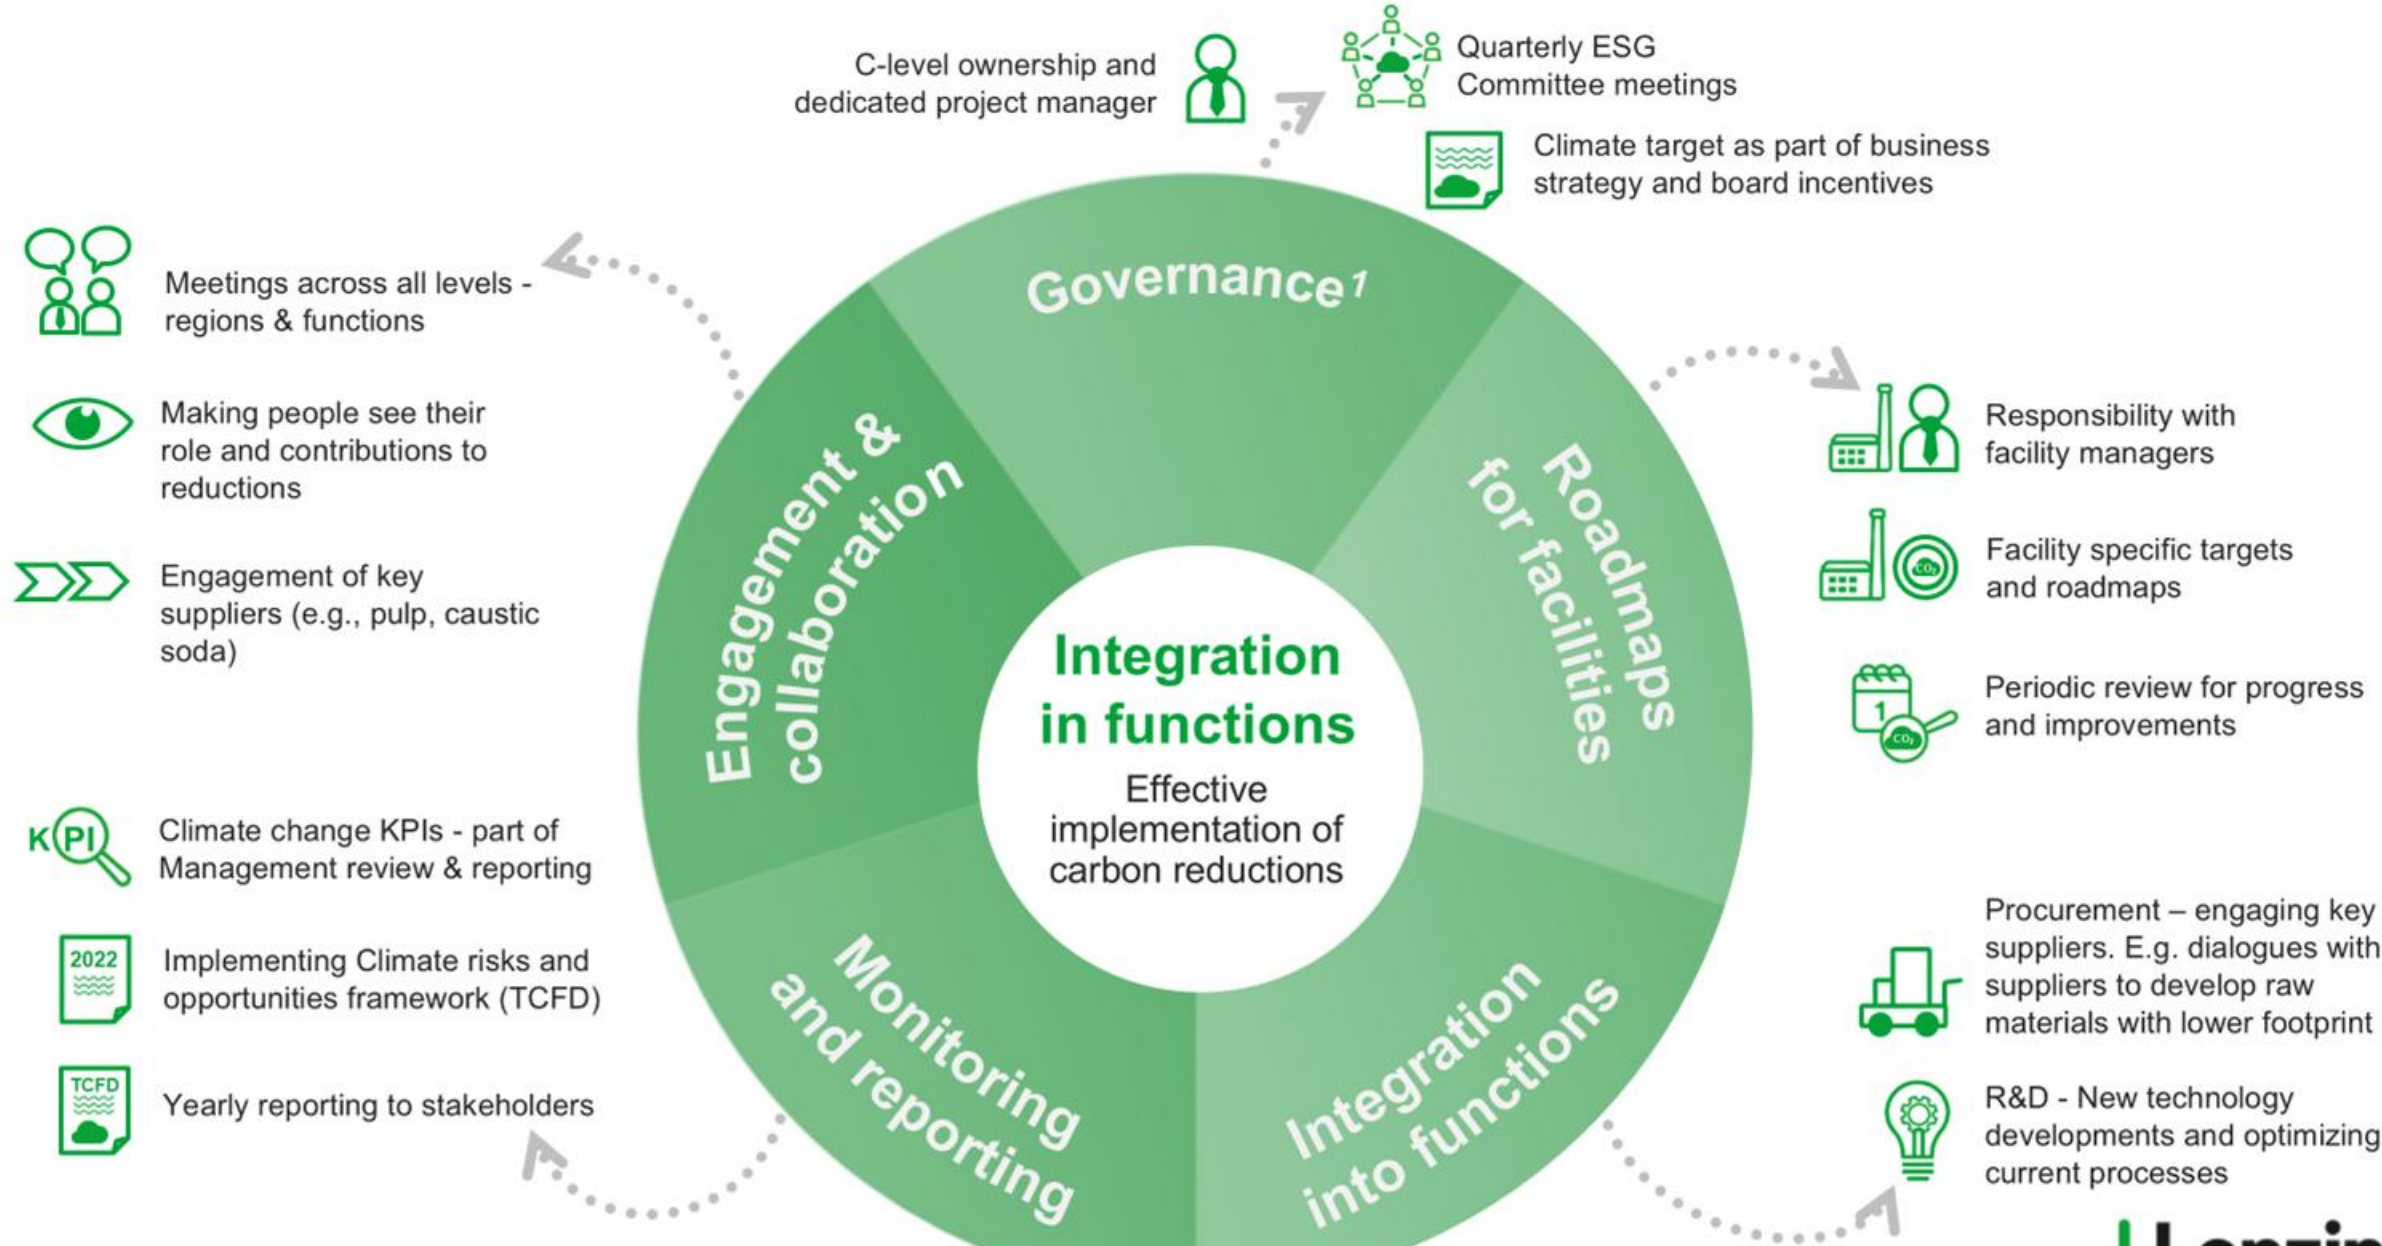 C-level ownership and
dedicated project manager
Quarterly ESG
Committee meetings
Climate target as part of business
strategy and board incentives
Governance¹
Meetings across all levels -
regions & functions
Making people see their
role and contributions to
reductions
Engagement of key
suppliers (e.g., pulp, caustic
soda)
Engagement &
collaboration
Roadmaps
for facilities
Responsibility with
facility managers
CO₂
Facility specific targets
and roadmaps
1
CO₂
Periodic review for progress
and improvements
Integration
in functions
Effective
implementation of
carbon reductions
KPI
Climate change KPIs - part of
Management review & reporting
2022
Implementing Climate risks and
opportunities framework (TCFD)
TCFD
Yearly reporting to stakeholders
Monitoring
and reporting
Integration
into functions
Procurement – engaging key
suppliers. E.g. dialogues with
suppliers to develop raw
materials with lower footprint
R&D - New technology
developments and optimizing
current processes